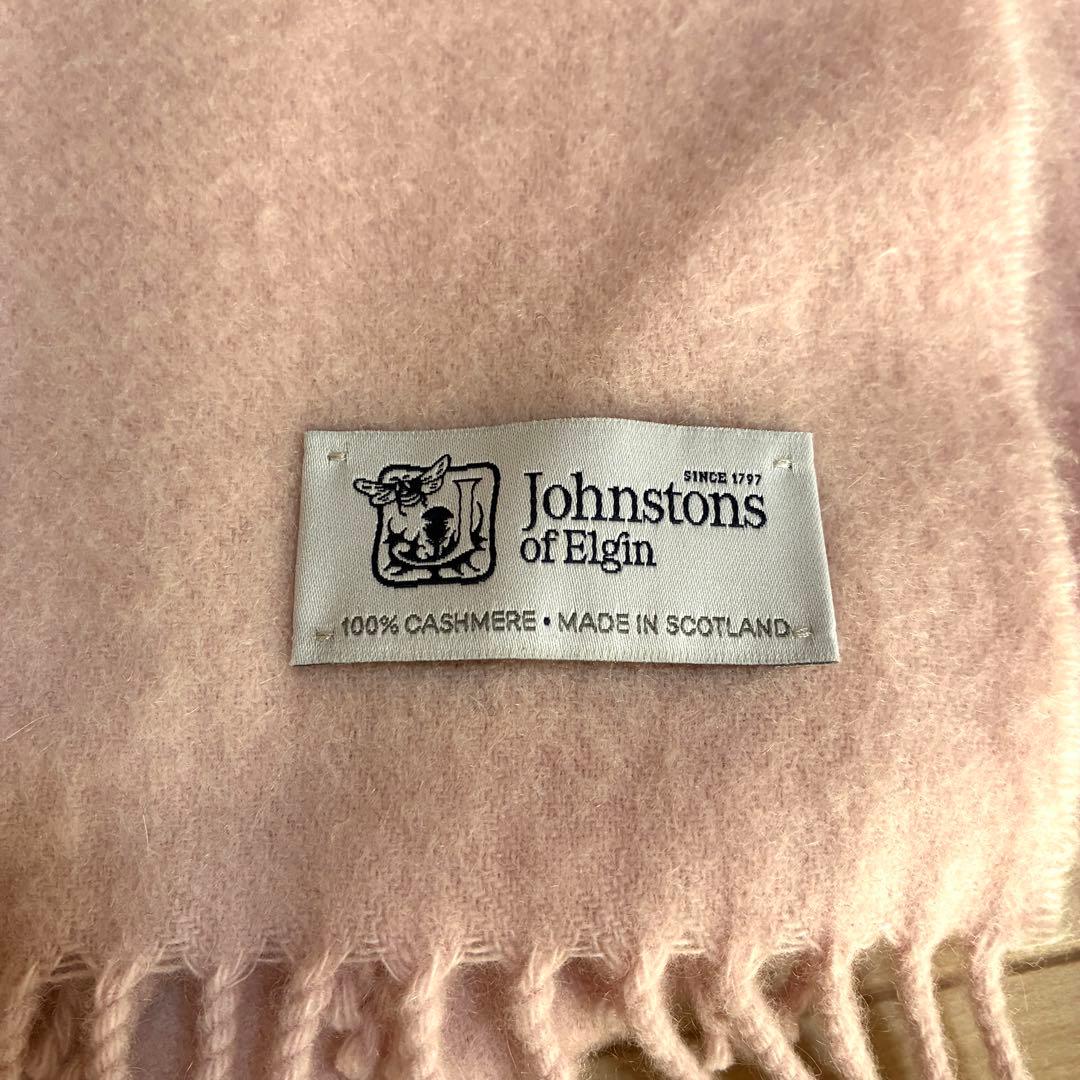 SINCE 1797
Johnstons
of Elgin
100% CASHMERE • MADE IN SCOTLAND